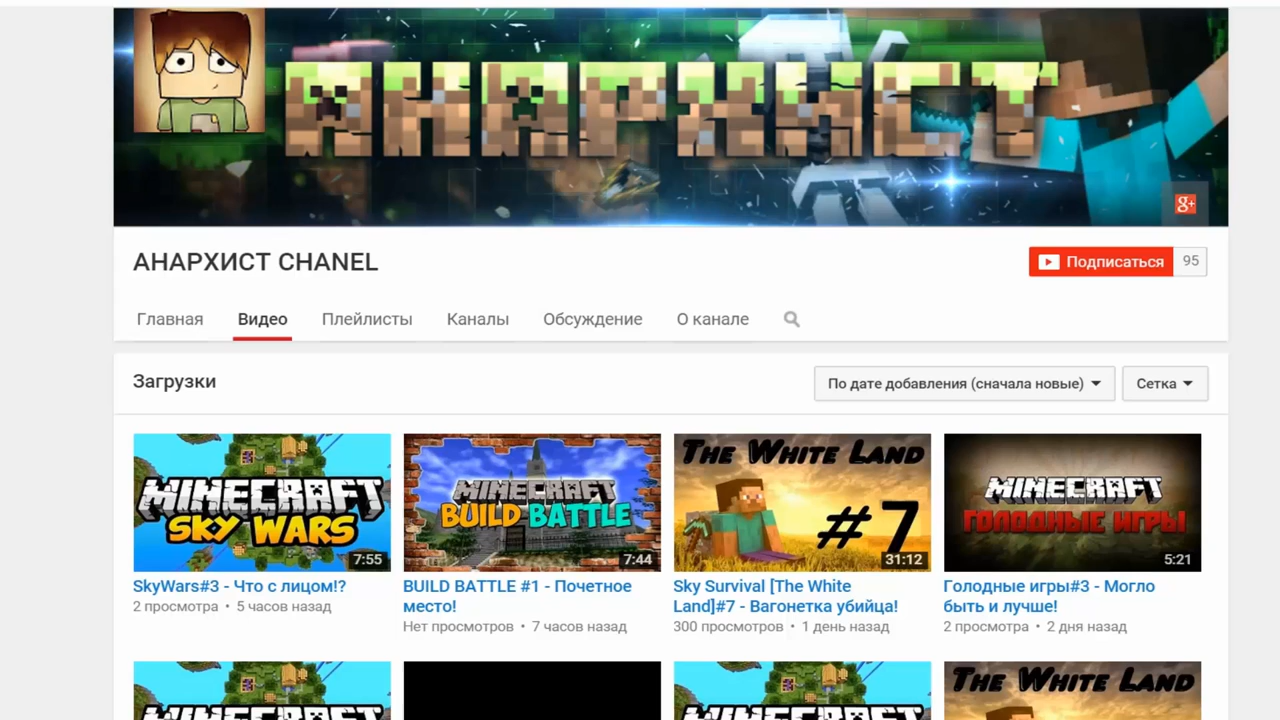 АНАРХИСТ
g+
АНАРХИСТ CHANEL
Подписаться 95
Главная Видео Плейлисты Каналы Обсуждение О канале
Загрузки
По дате добавления (сначала новые) Сетка
MINECRAFT
SKY WARS
7:55
MINECRAFT
BUILD BATTLE
7:44
THE WHITE LAND
#7
31:12
MINECRAFT
ГОЛОДНЫЕ ИГРЫ
5:21
SkyWars#3 - Что с лицом!?
2 просмотра • 5 часов назад
BUILD BATTLE #1 - Почетное
место!
Нет просмотров • 7 часов назад
Sky Survival [The White
Land]#7 - Вагонетка убийца!
300 просмотров • 1 день назад
Голодные игры#3 - Могло
быть и лучше!
2 просмотра • 2 дня назад
MINECRAFT
MINECRAFT
THE WHITE LAND